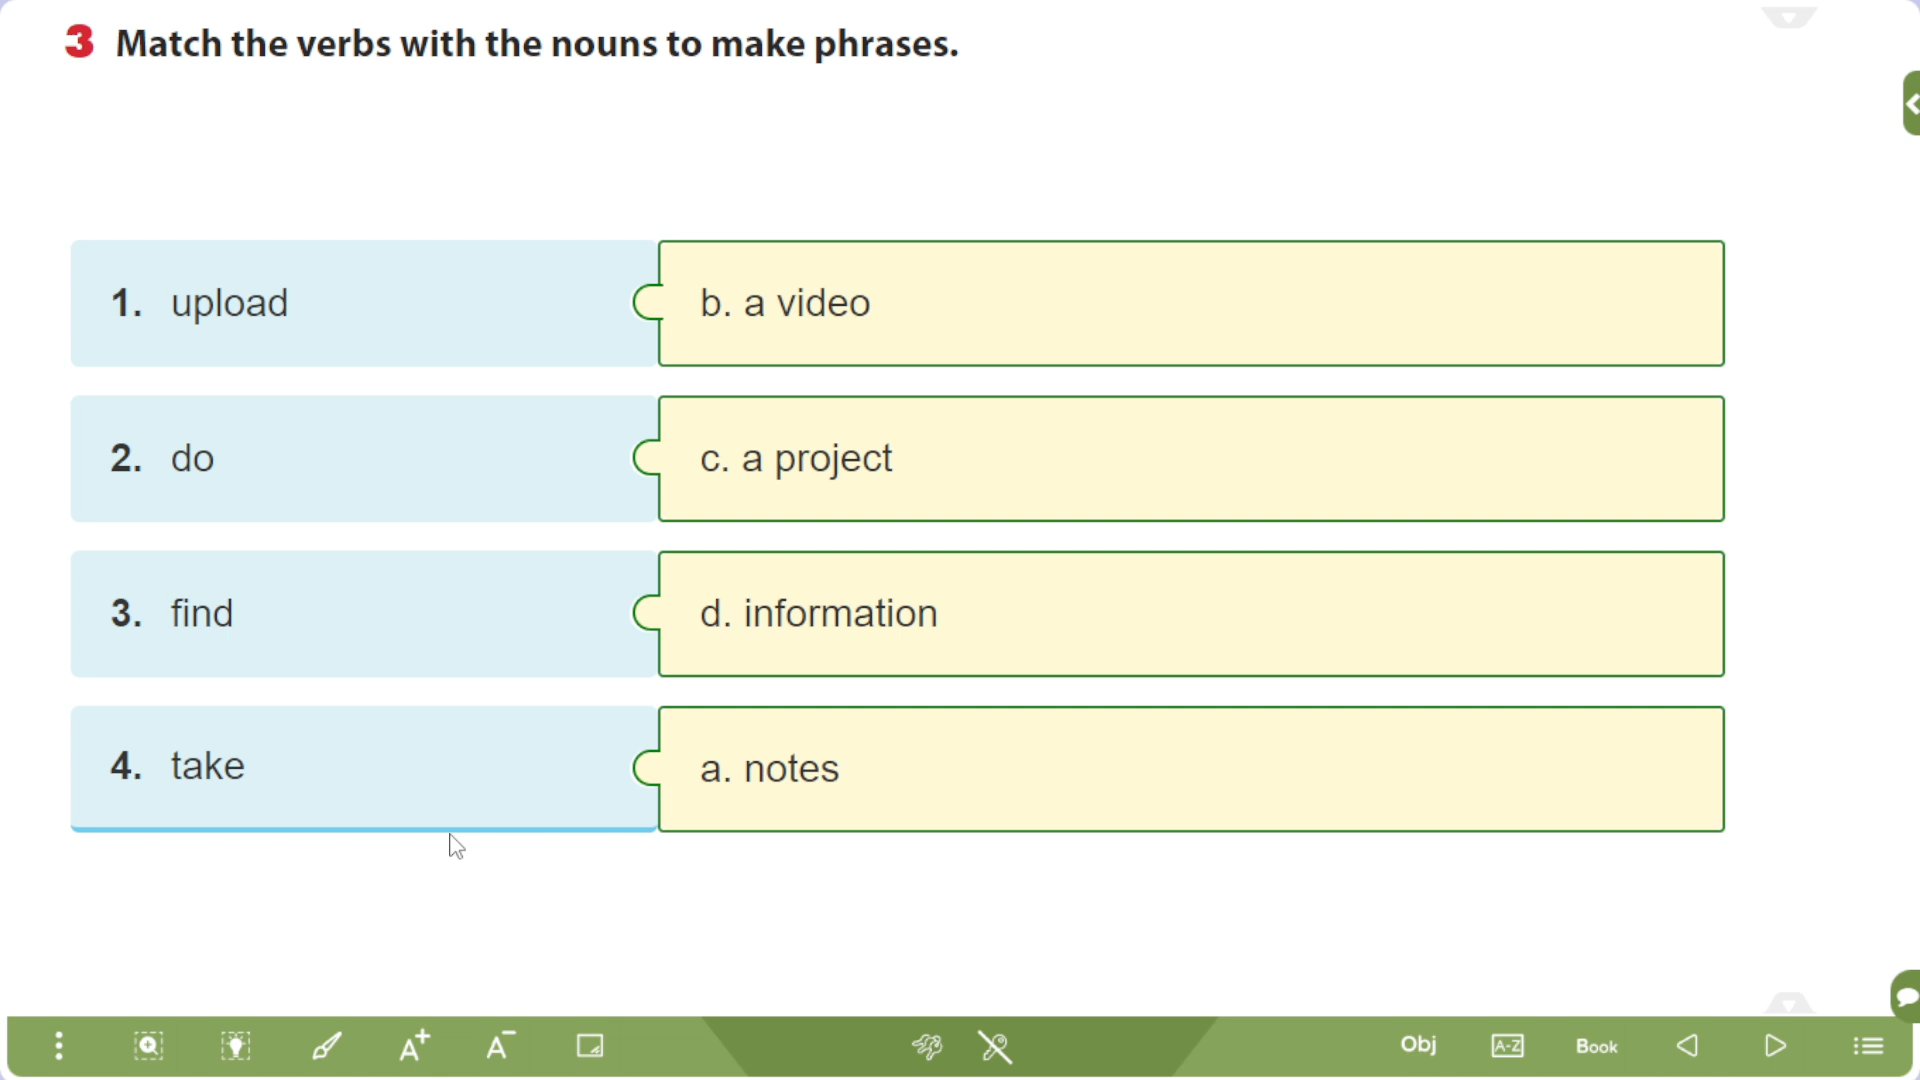 3 Match the verbs with the nouns to make phrases.
1. upload b. a video
2. do c. a project
3. find d. information
4. take a. notes
A+ A- Obj A-Z Book